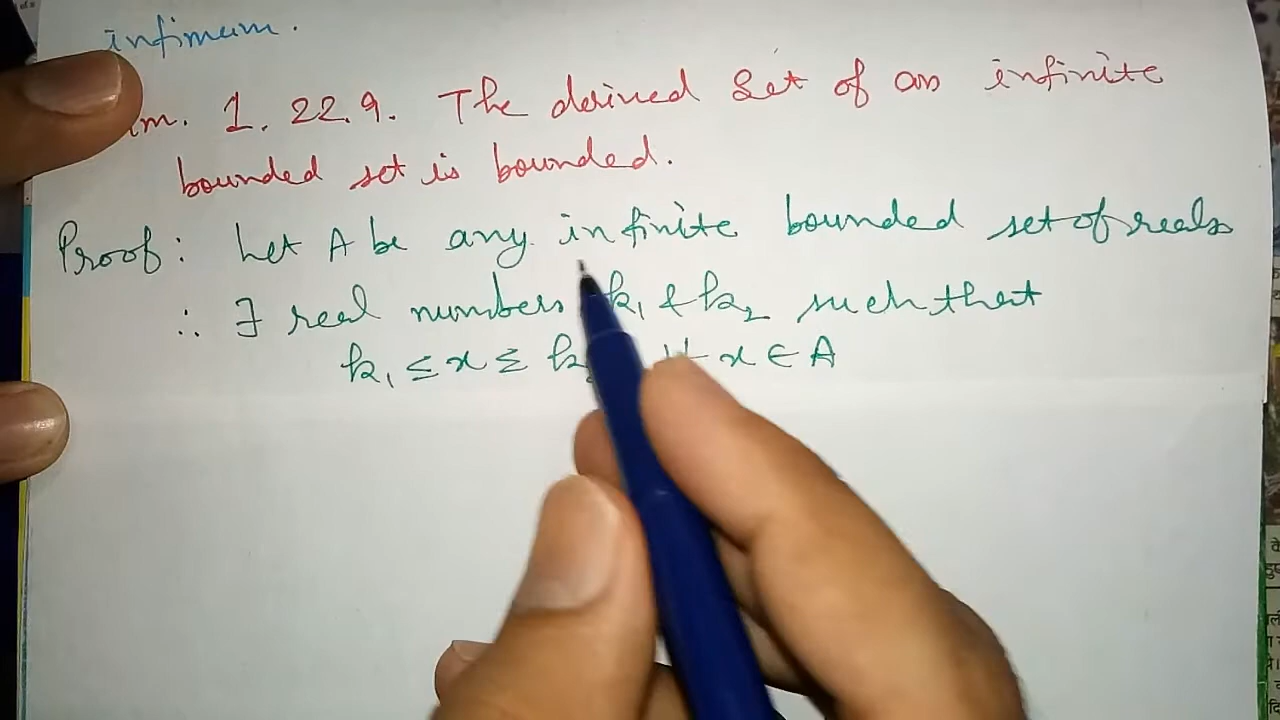 infimum.
m. 1.22.9. The derived Set of an infinite
bounded set is bounded.
Proof: Let A be any infinite bounded set of reals
∴ ∃ real numbers k₁ & k₂ such that
k₁ ≤ x ≤ k ∀ x ∈ A